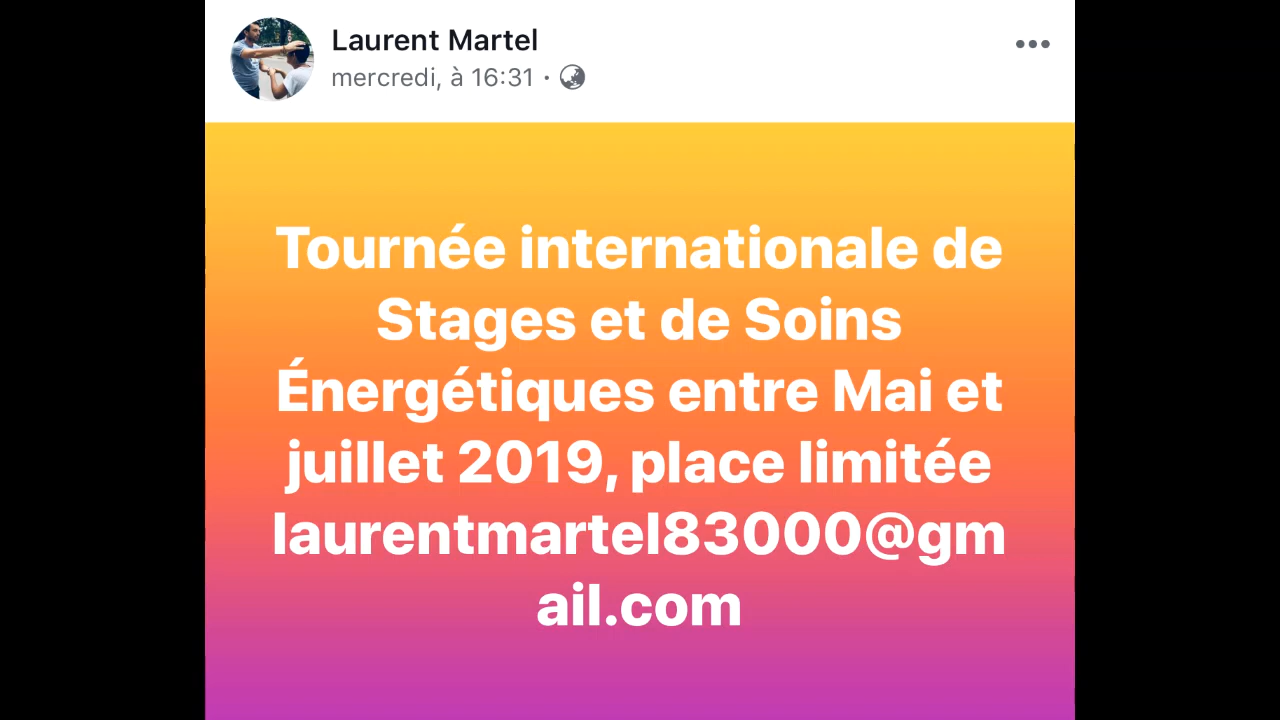 Laurent Martel
mercredi, à 16:31 ·
Tournée internationale de
Stages et de Soins
Énergétiques entre Mai et
juillet 2019, place limitée
laurentmartel83000@gm
ail.com